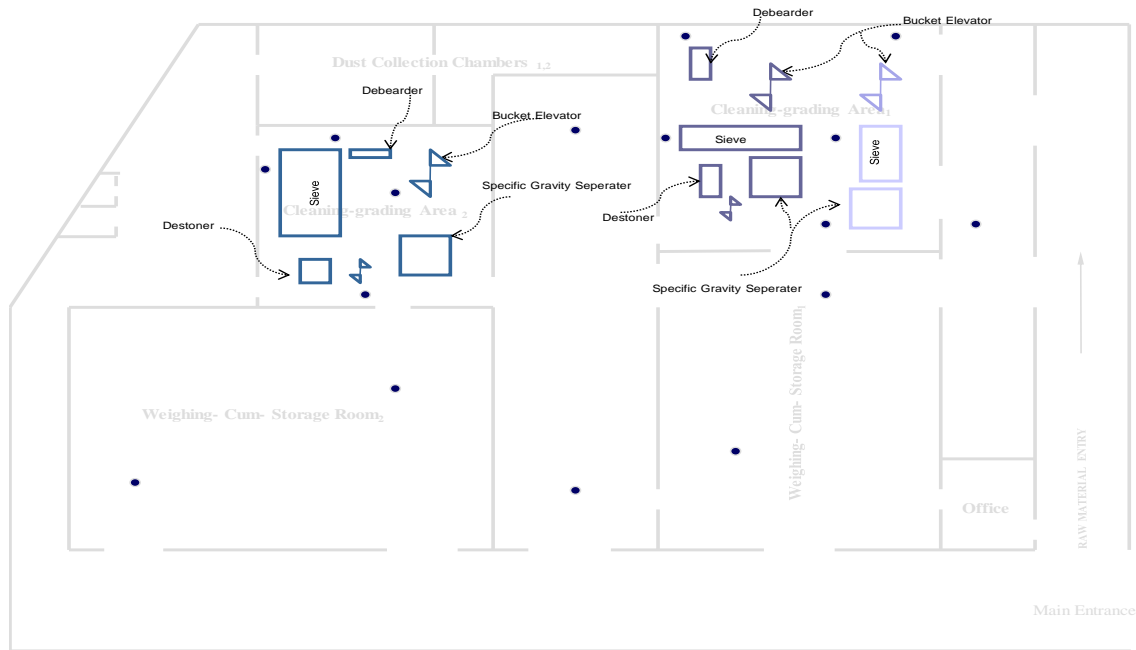 Debearder
Bucket Elevator
Dust Collection Chambers 1,2
Debearder
Bucket Elevator
Cleaning-grading Area1
Sieve
Sieve
Sieve
Specific Gravity Seperater
Cleaning-grading Area 2
Destoner
Destoner
Specific Gravity Seperater
Weighing- Cum- Storage Room1
Weighing- Cum- Storage Room2
RAW MATERIAL ENTRY
Office
Main Entrance